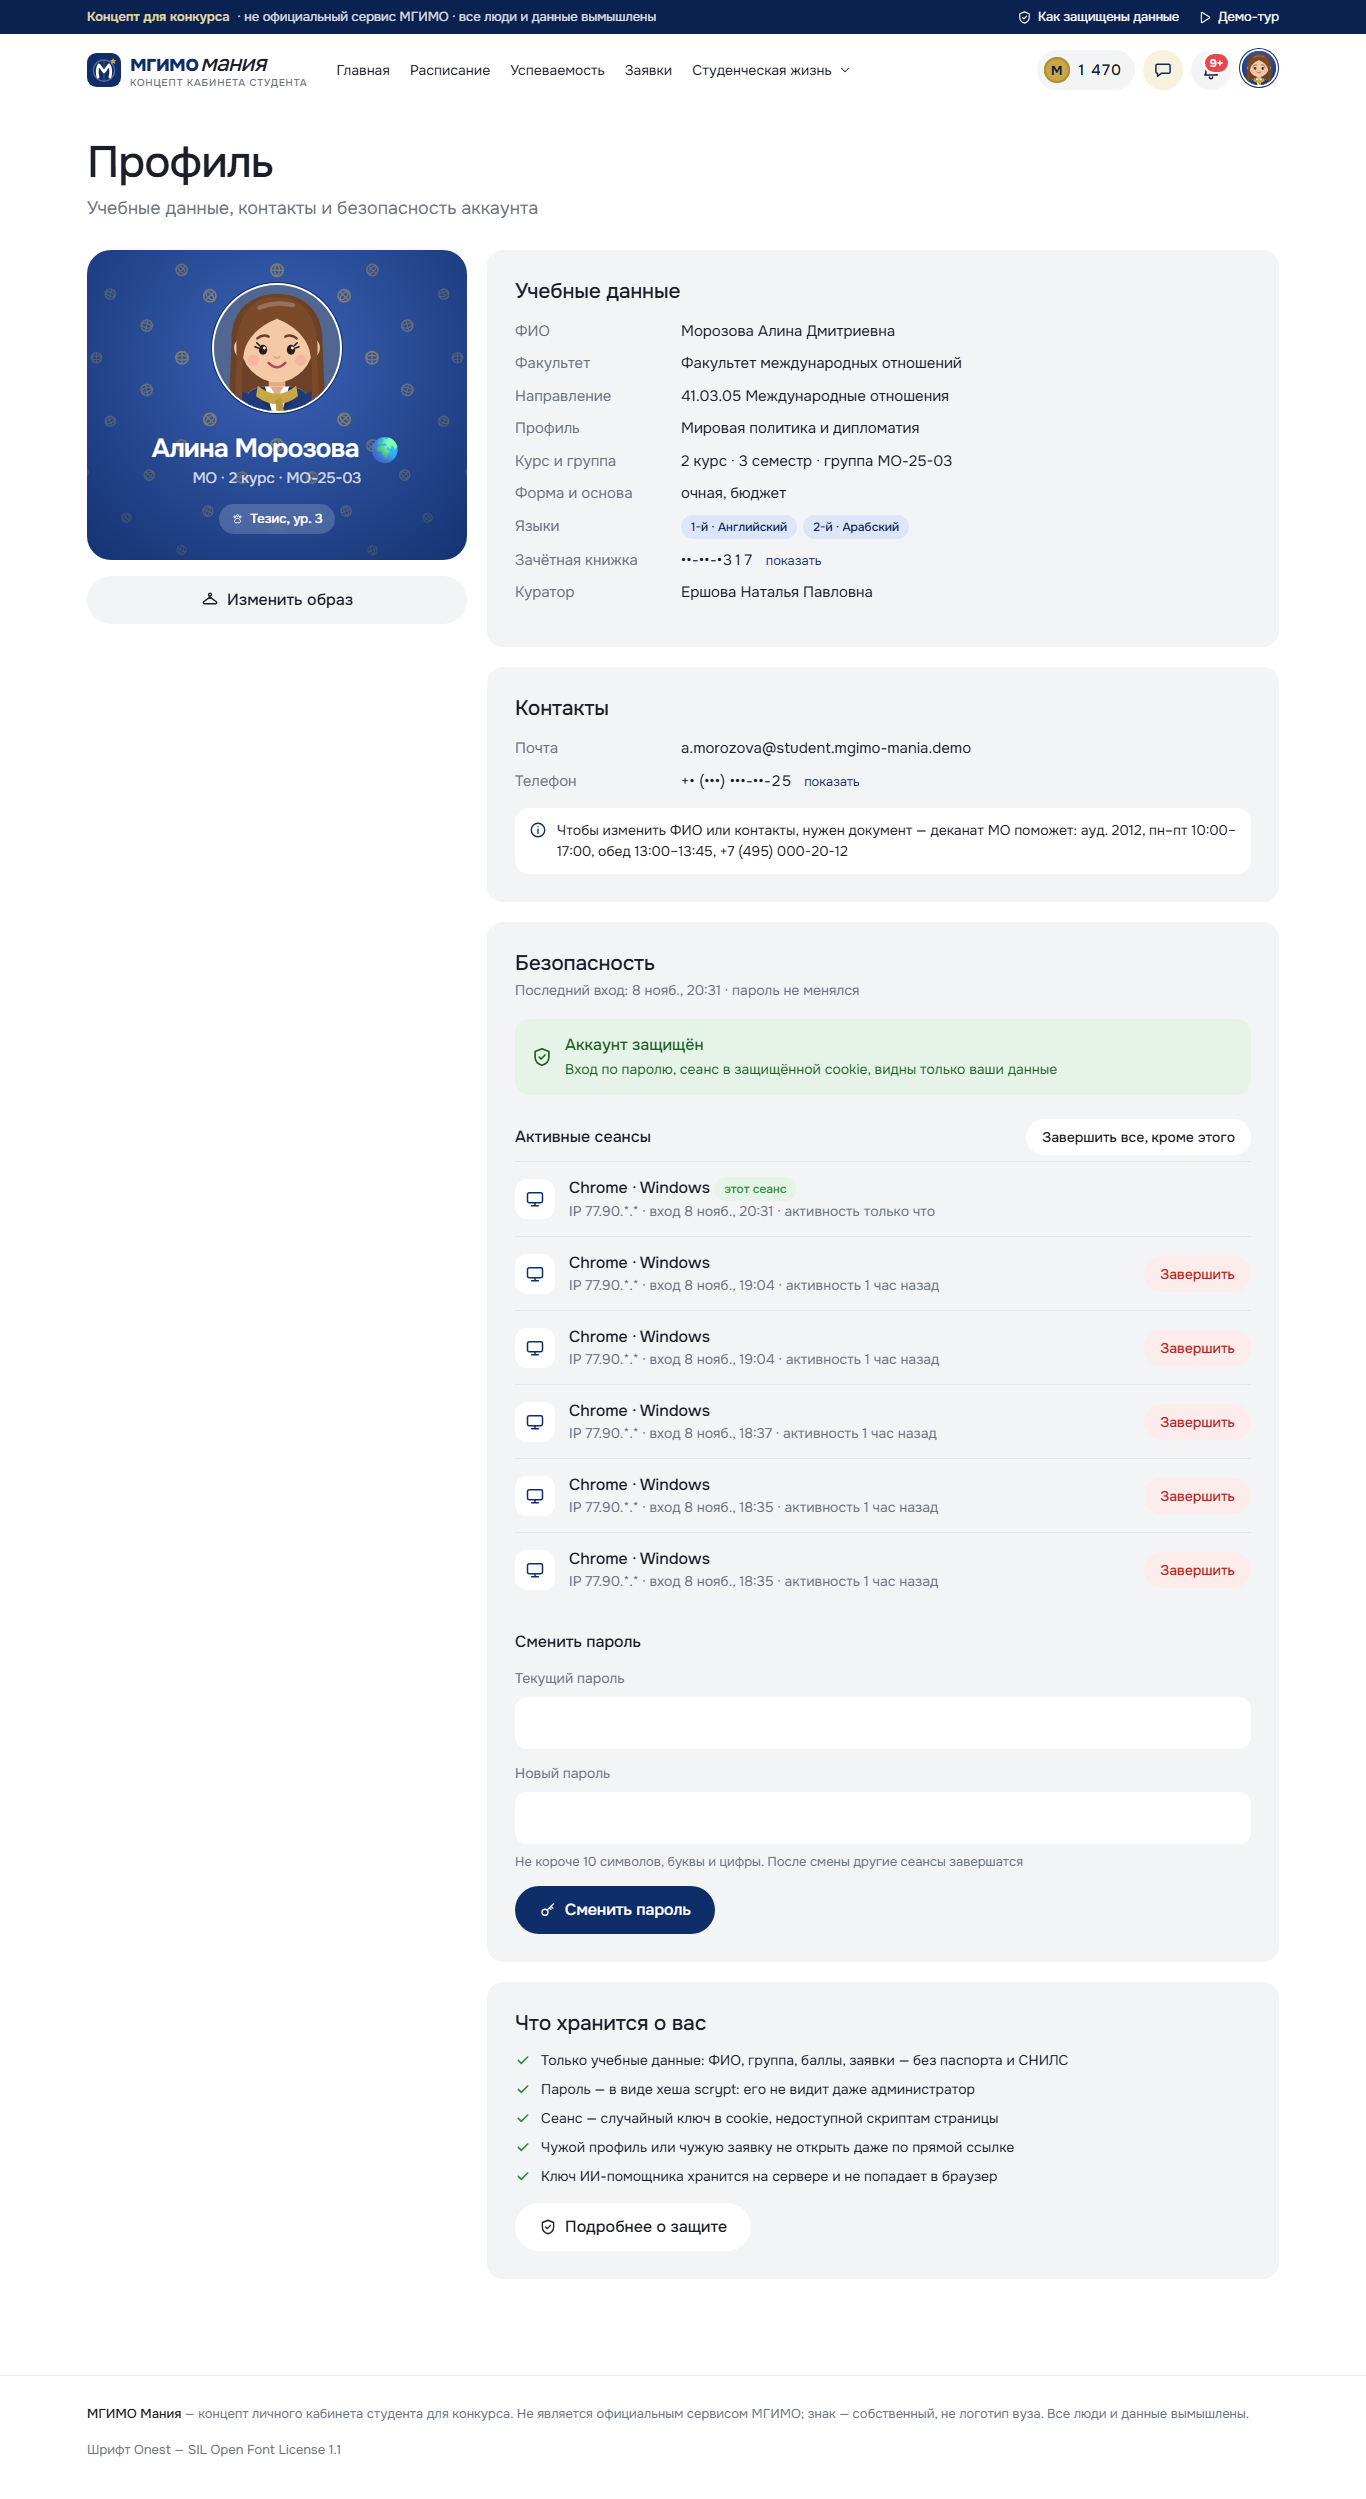 Концепт для конкурса · не официальный сервис МГИМО · все люди и данные вымышлены
Как защищены данные
Демо-тур
М
МГИМО Мания
КОНЦЕПТ КАБИНЕТА СТУДЕНТА
Главная
Расписание
Успеваемость
Заявки
Студенческая жизнь
М 1 470
9+
Профиль
Учебные данные, контакты и безопасность аккаунта
Алина Морозова
МО · 2 курс · МО-25-03
Тезис, ур. 3
Изменить образ
Учебные данные
ФИО Морозова Алина Дмитриевна
Факультет Факультет международных отношений
Направление 41.03.05 Международные отношения
Профиль Мировая политика и дипломатия
Курс и группа 2 курс · 3 семестр · группа МО-25-03
Форма и основа очная, бюджет
Языки 1-й · Английский 2-й · Арабский
Зачётная книжка ••-••-•317 показать
Куратор Ершова Наталья Павловна
Контакты
Почта a.morozova@student.mgimo-mania.demo
Телефон +• (•••) •••-••-25 показать
Чтобы изменить ФИО или контакты, нужен документ — деканат МО поможет: ауд. 2012, пн–пт 10:00–
17:00, обед 13:00–13:45, +7 (495) 000-20-12
Безопасность
Последний вход: 8 нояб., 20:31 · пароль не менялся
Аккаунт защищён
Вход по паролю, сеанс в защищённой cookie, видны только ваши данные
Активные сеансы
Завершить все, кроме этого
Chrome · Windows этот сеанс
IP 77.90.*.* · вход 8 нояб., 20:31 · активность только что
Chrome · Windows
IP 77.90.*.* · вход 8 нояб., 19:04 · активность 1 час назад
Завершить
Chrome · Windows
IP 77.90.*.* · вход 8 нояб., 19:04 · активность 1 час назад
Завершить
Chrome · Windows
IP 77.90.*.* · вход 8 нояб., 18:37 · активность 1 час назад
Завершить
Chrome · Windows
IP 77.90.*.* · вход 8 нояб., 18:35 · активность 1 час назад
Завершить
Chrome · Windows
IP 77.90.*.* · вход 8 нояб., 18:35 · активность 1 час назад
Завершить
Сменить пароль
Текущий пароль
Новый пароль
Не короче 10 символов, буквы и цифры. После смены другие сеансы завершатся
Сменить пароль
Что хранится о вас
Только учебные данные: ФИО, группа, баллы, заявки — без паспорта и СНИЛС
Пароль — в виде хеша scrypt: его не видит даже администратор
Сеанс — случайный ключ в cookie, недоступной скриптам страницы
Чужой профиль или чужую заявку не открыть даже по прямой ссылке
Ключ ИИ-помощника хранится на сервере и не попадает в браузер
Подробнее о защите
МГИМО Мания — концепт личного кабинета студента для конкурса. Не является официальным сервисом МГИМО; знак — собственный, не логотип вуза. Все люди и данные вымышлены.
Шрифт Onest — SIL Open Font License 1.1